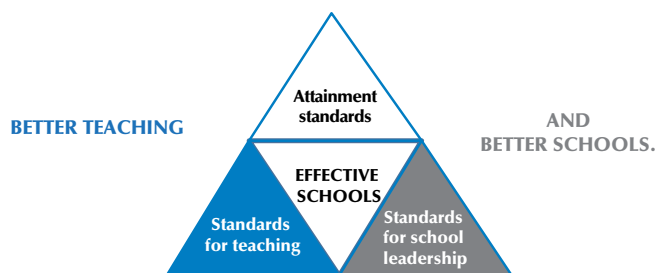 Attainment
standards
BETTER TEACHING
AND
BETTER SCHOOLS.
EFFECTIVE
SCHOOLS
Standards
for teaching
Standards
for school
leadership